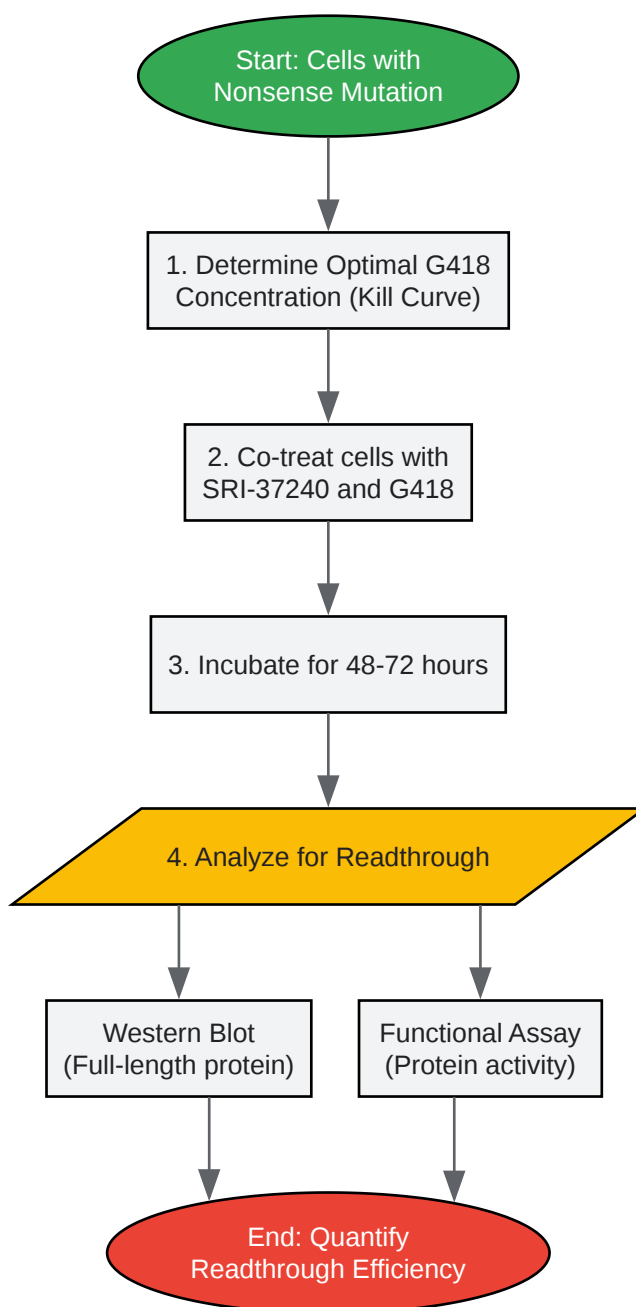 Start: Cells with
Nonsense Mutation
1. Determine Optimal G418
Concentration (Kill Curve)
2. Co-treat cells with
SRI-37240 and G418
3. Incubate for 48-72 hours
4. Analyze for Readthrough
Western Blot
(Full-length protein)
Functional Assay
(Protein activity)
End: Quantify
Readthrough Efficiency